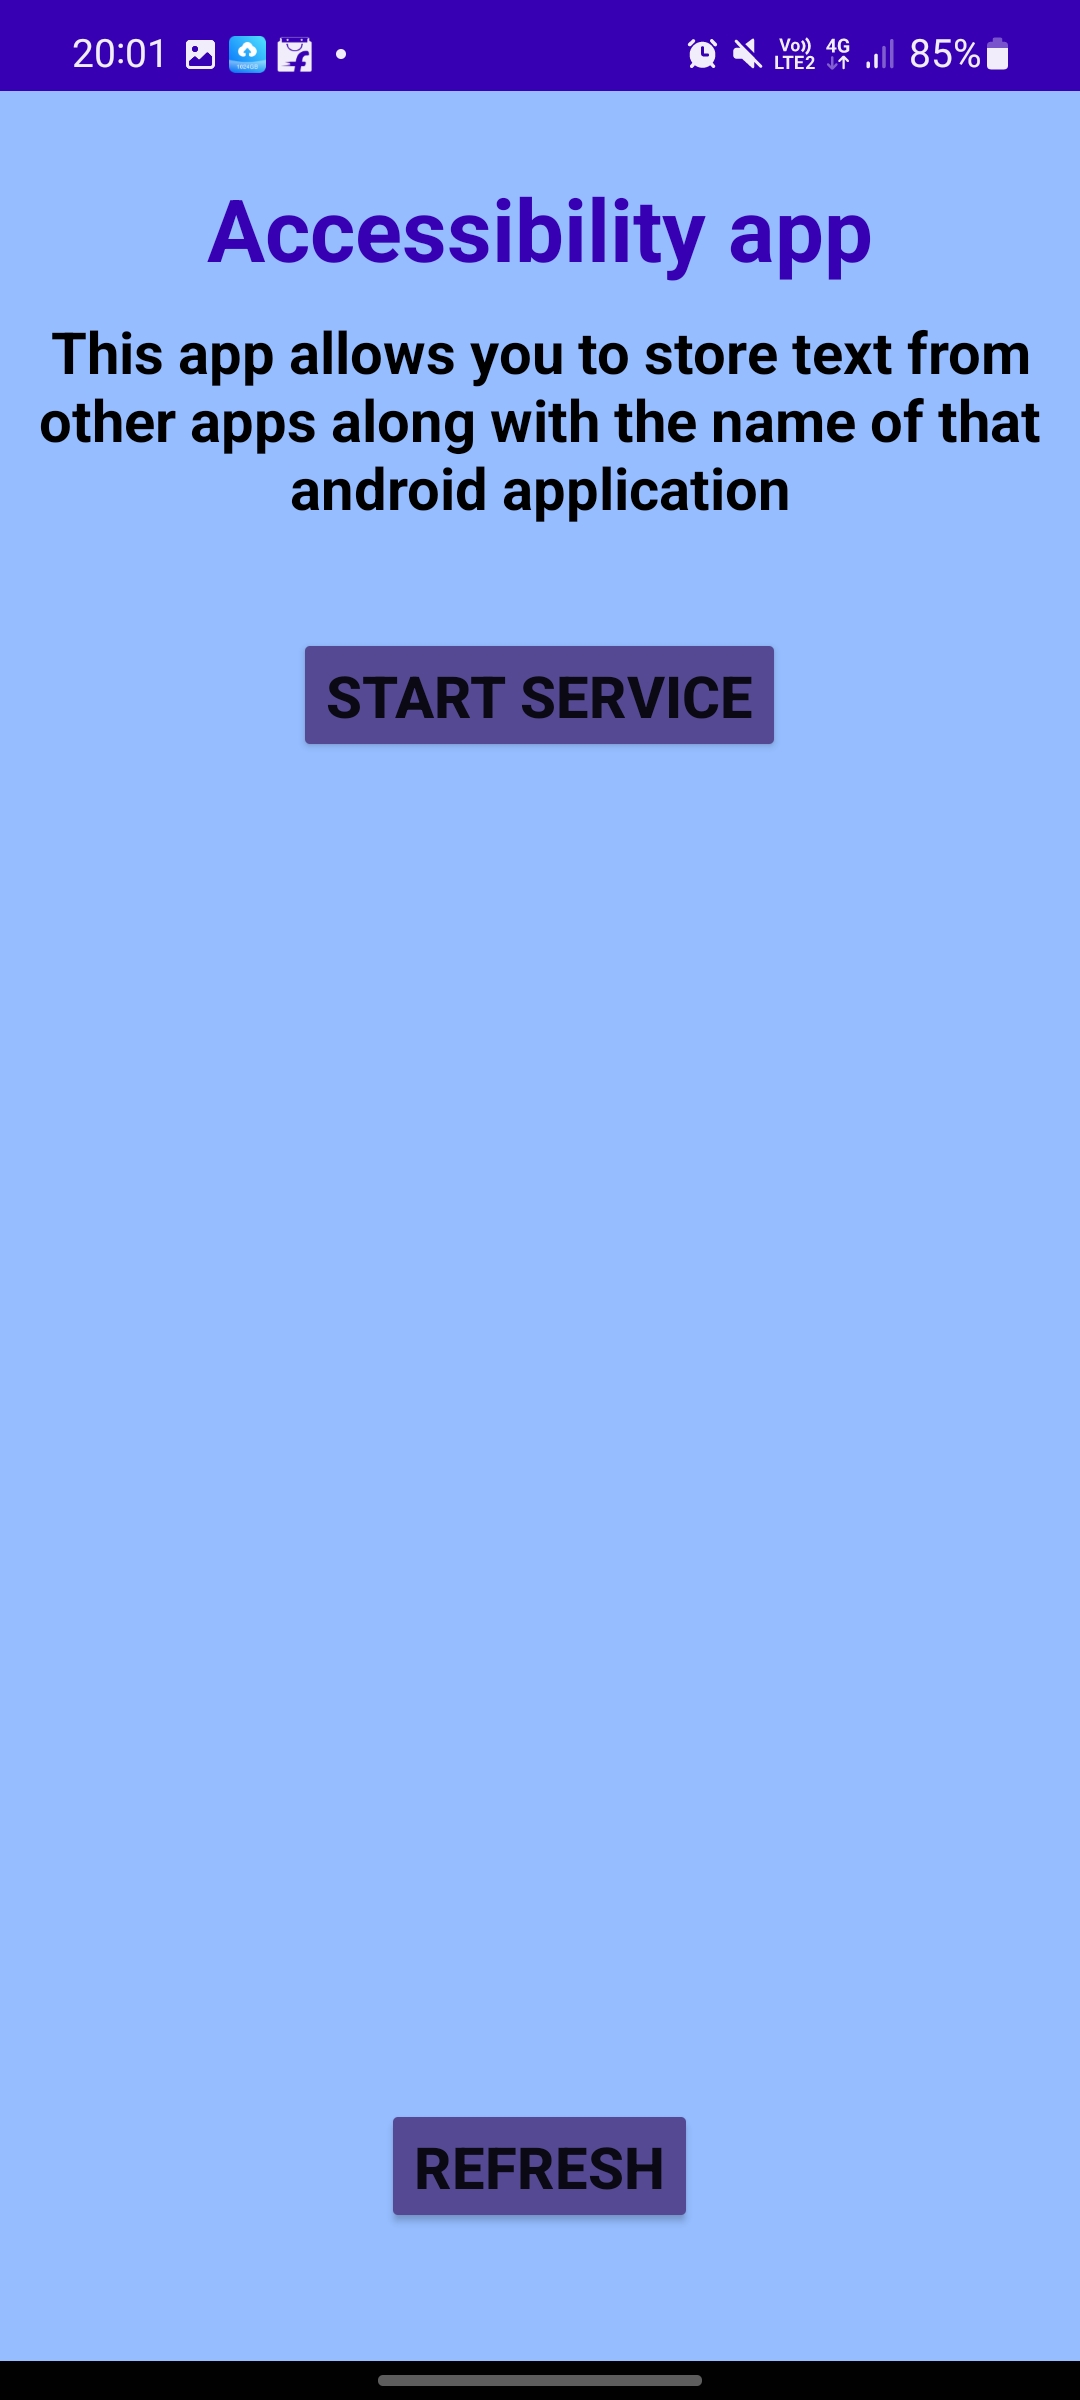 20:01
Vo)) 4G
LTE2
85%
Accessibility app
This app allows you to store text from
other apps along with the name of that
android application
START SERVICE
REFRESH